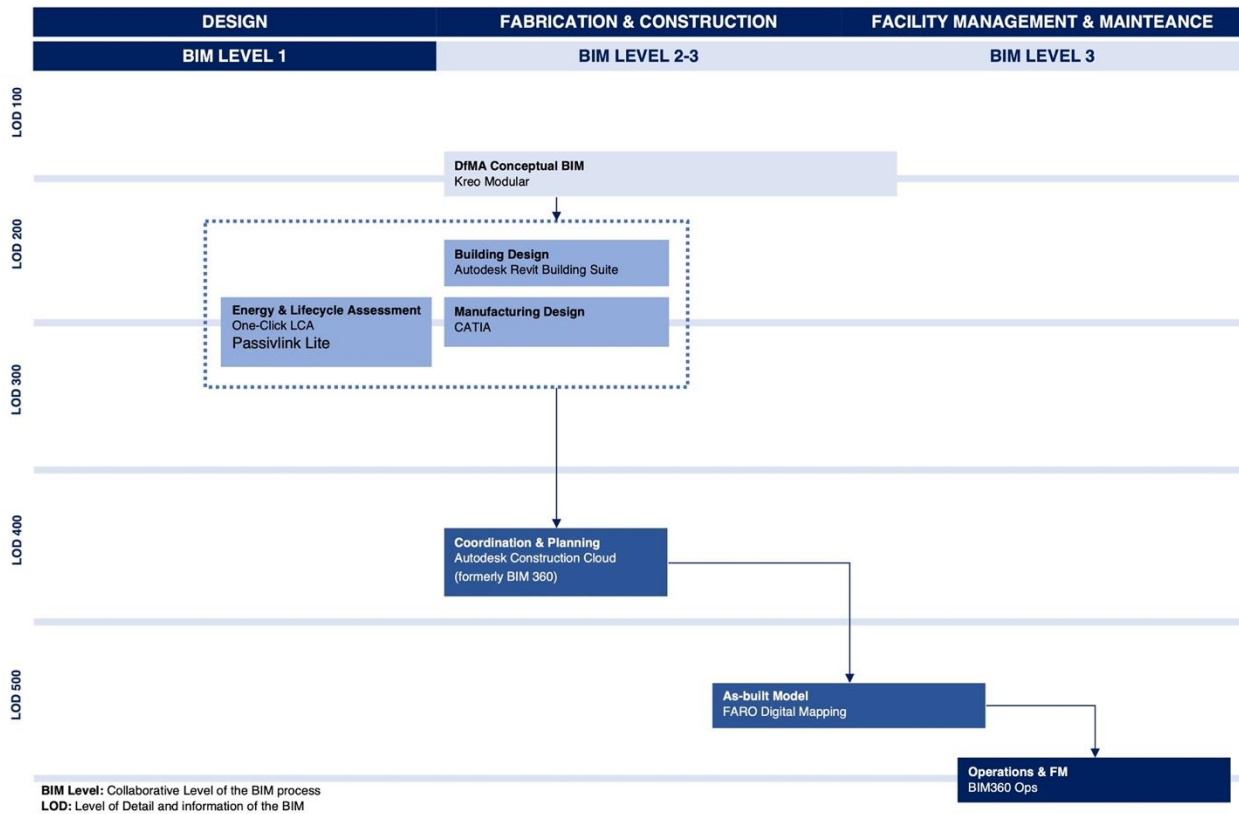 DESIGN
FABRICATION & CONSTRUCTION
FACILITY MANAGEMENT & MAINTEANCE
BIM LEVEL 1
BIM LEVEL 2-3
BIM LEVEL 3
LOD 100
DfMA Conceptual BIM
Kreo Modular
LOD 200
Building Design
Autodesk Revit Building Suite
Energy & Lifecycle Assessment
One-Click LCA
Passivlink Lite
Manufacturing Design
CATIA
LOD 300
LOD 400
Coordination & Planning
Autodesk Construction Cloud
(formerly BIM 360)
LOD 500
As-built Model
FARO Digital Mapping
Operations & FM
BIM360 Ops
BIM Level: Collaborative Level of the BIM process
LOD: Level of Detail and information of the BIM